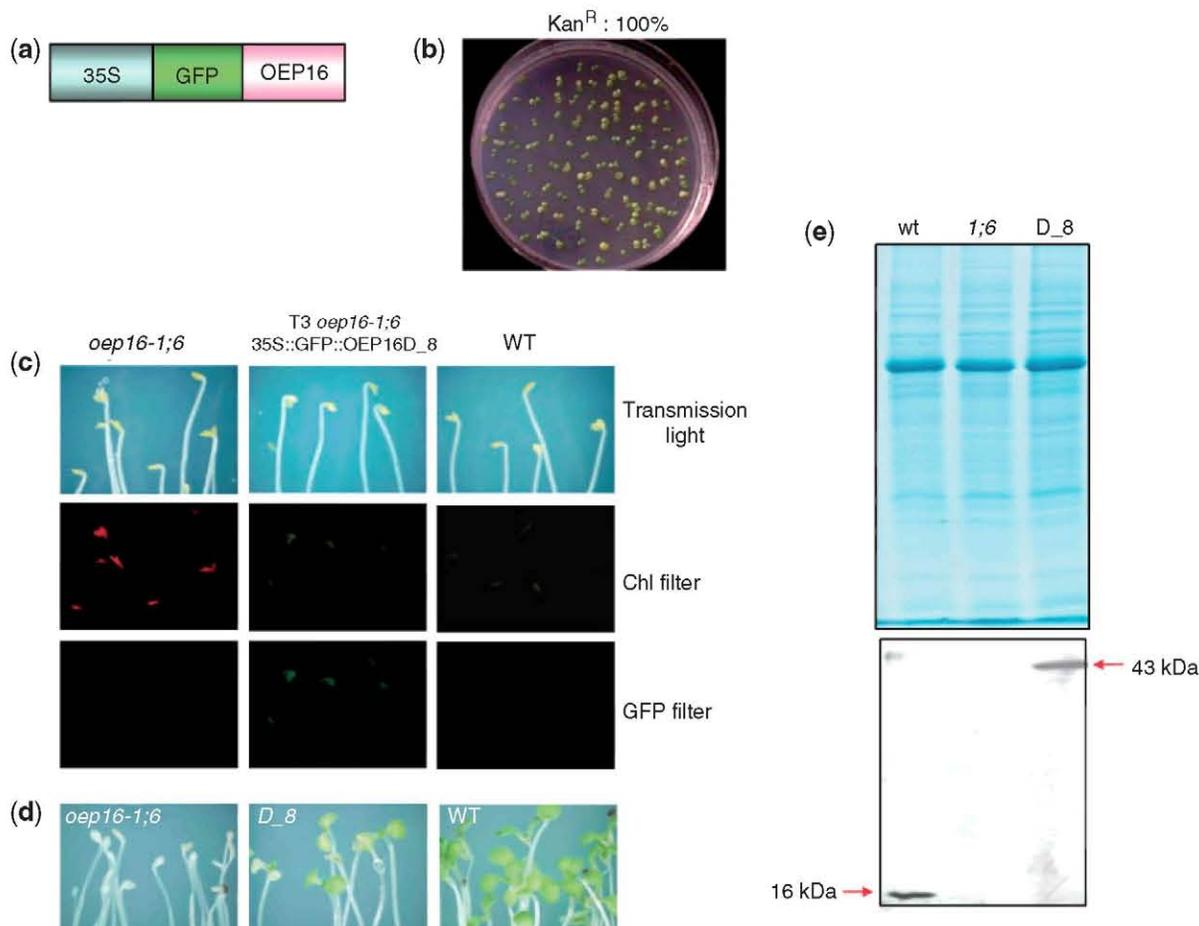 (a)
35S GFP OEP16
(b)
Kan^R : 100%
(c)
oep16-1;6
T3 oep16-1;6
35S::GFP::OEP16D_8
WT
Transmission
light
Chl filter
GFP filter
(d)
oep16-1;6
D_8
WT
(e)
wt 1;6 D_8
43 kDa
16 kDa